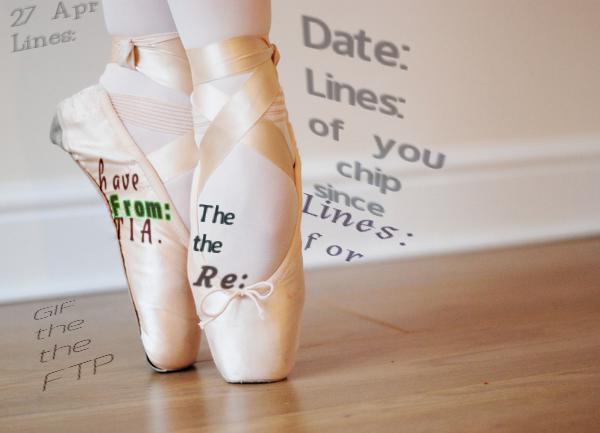 27 Apr
Lines:
Date:
Lines:
of you
chip
since
Lines:
for
have
From:
TIA.
The
the
Re:
GIF
the
the
FTP